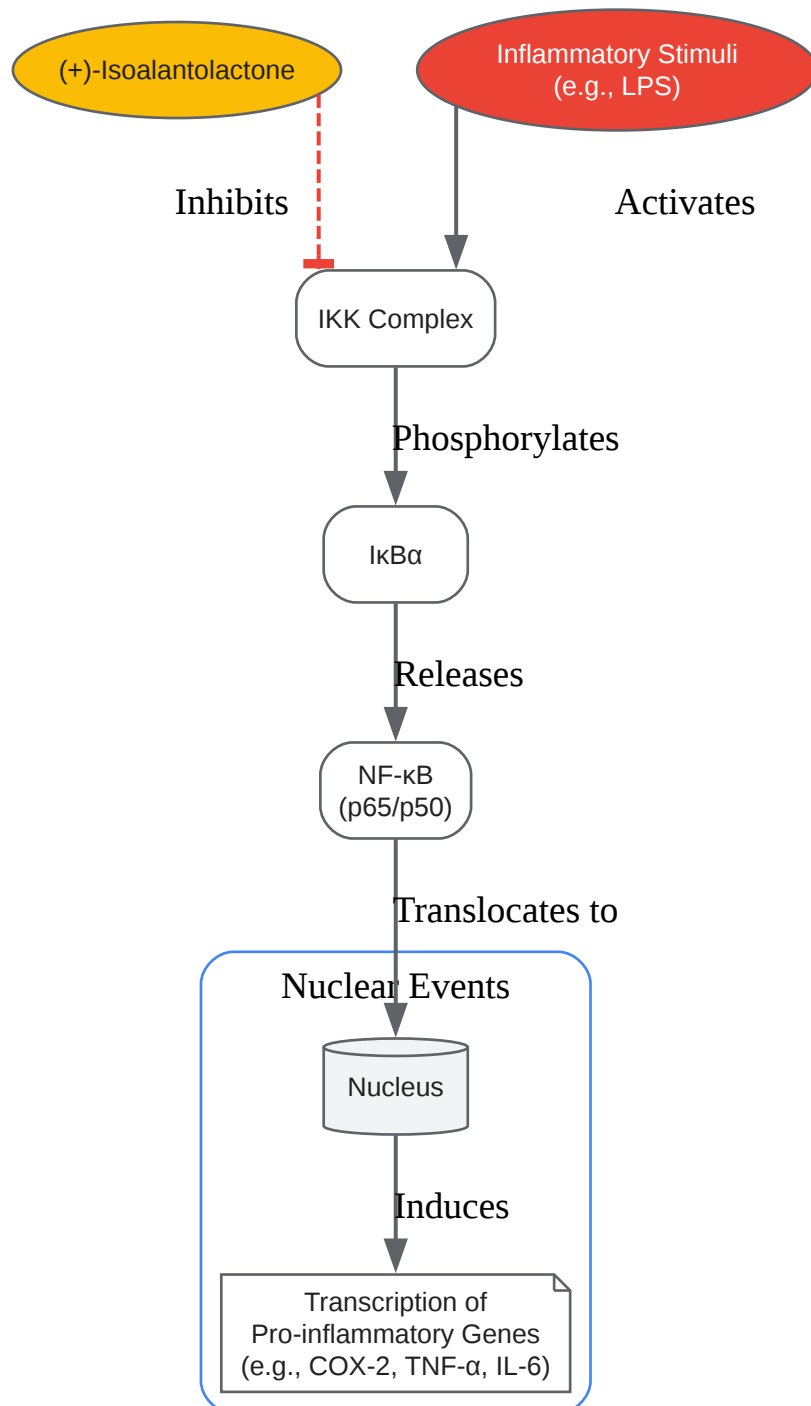 (+)-Isoalantolactone
Inflammatory Stimuli
(e.g., LPS)
Inhibits
Activates
IKK Complex
Phosphorylates
IκBα
Releases
NF-κB
(p65/p50)
Translocates to
Nuclear Events
Nucleus
Induces
Transcription of
Pro-inflammatory Genes
(e.g., COX-2, TNF-α, IL-6)